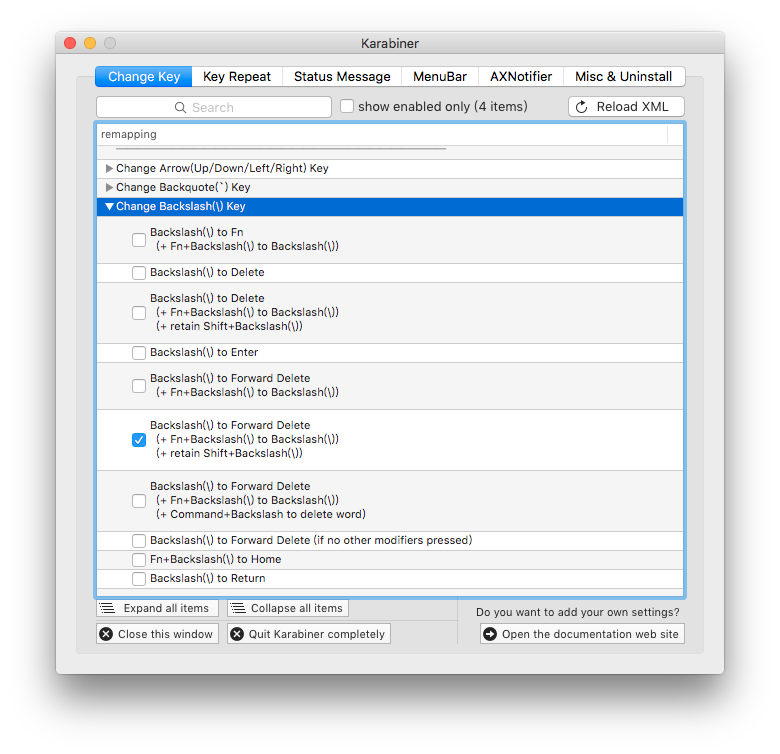 Karabiner
Change Key Key Repeat Status Message MenuBar AXNotifier Misc & Uninstall
Search show enabled only (4 items) Reload XML
remapping
Change Arrow(Up/Down/Left/Right) Key
Change Backquote(`) Key
Change Backslash(\) Key
Backslash(\) to Fn
(+ Fn+Backslash(\) to Backslash(\))
Backslash(\) to Delete
Backslash(\) to Delete
(+ Fn+Backslash(\) to Backslash(\))
(+ retain Shift+Backslash(\))
Backslash(\) to Enter
Backslash(\) to Forward Delete
(+ Fn+Backslash(\) to Backslash(\))
Backslash(\) to Forward Delete
(+ Fn+Backslash(\) to Backslash(\))
(+ retain Shift+Backslash(\))
Backslash(\) to Forward Delete
(+ Fn+Backslash(\) to Backslash(\))
(+ Command+Backslash to delete word)
Backslash(\) to Forward Delete (if no other modifiers pressed)
Fn+Backslash(\) to Home
Backslash(\) to Return
Expand all items Collapse all items Do you want to add your own settings?
Close this window Quit Karabiner completely Open the documentation web site